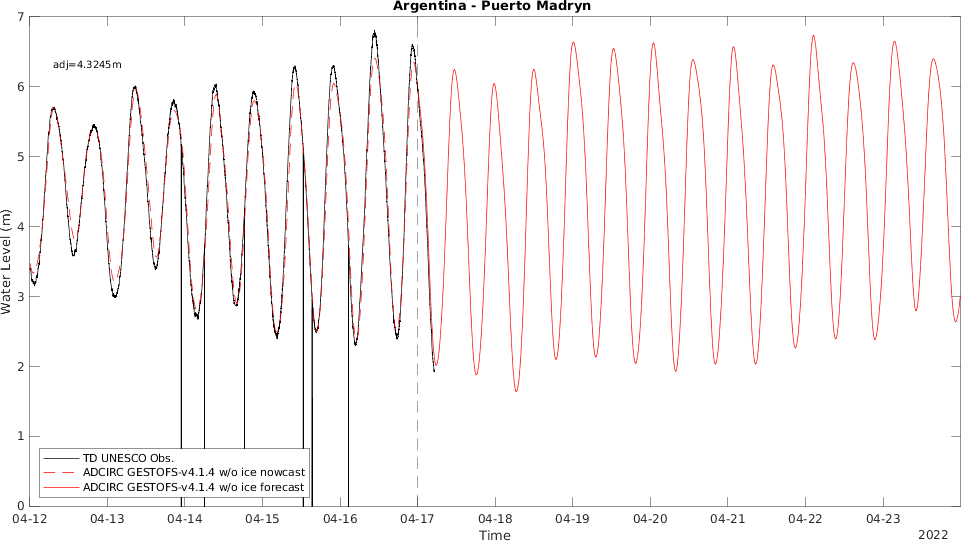 Argentina - Puerto Madryn
adj=4.3245m
Water Level (m)
7
6
5
4
3
2
1
0
TD UNESCO Obs.
ADCIRC GESTOFS-v4.1.4 w/o ice nowcast
ADCIRC GESTOFS-v4.1.4 w/o ice forecast
04-12 04-13 04-14 04-15 04-16 04-17 04-18 04-19 04-20 04-21 04-22 04-23
Time
2022